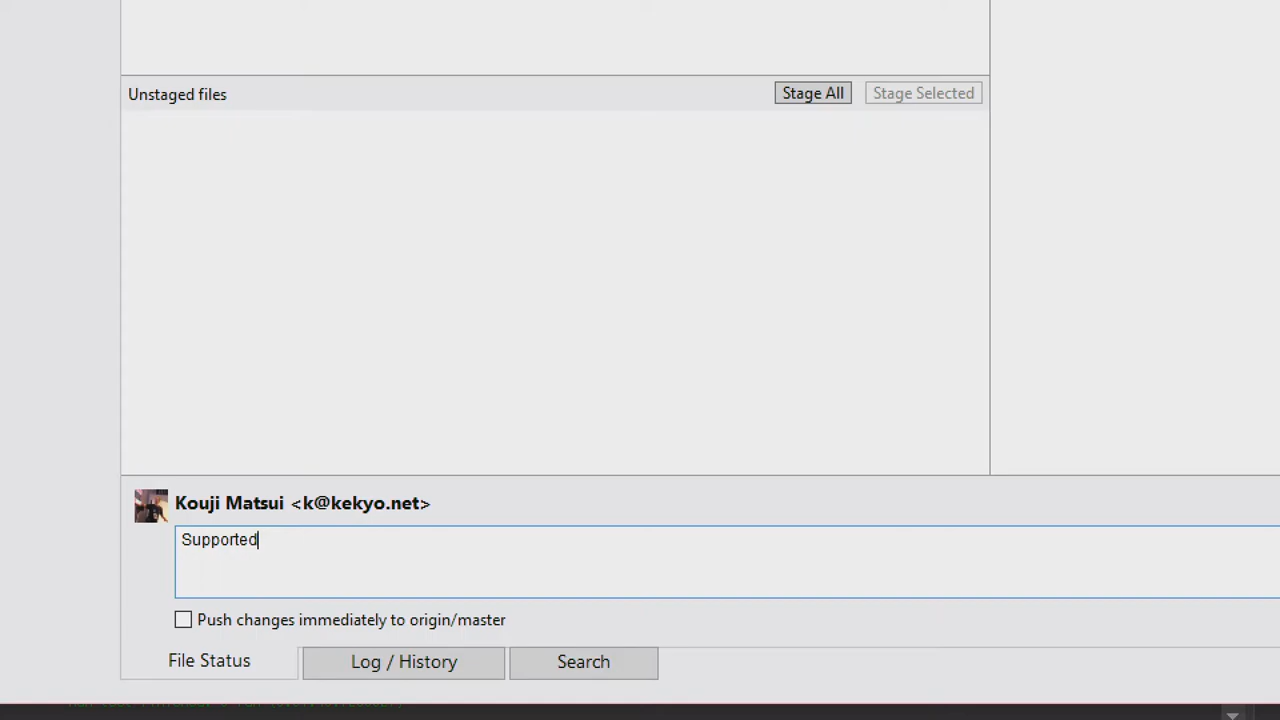 Unstaged files Stage All Stage Selected
Kouji Matsui <k@kekyo.net>
Supported
Push changes immediately to origin/master
File Status Log / History Search